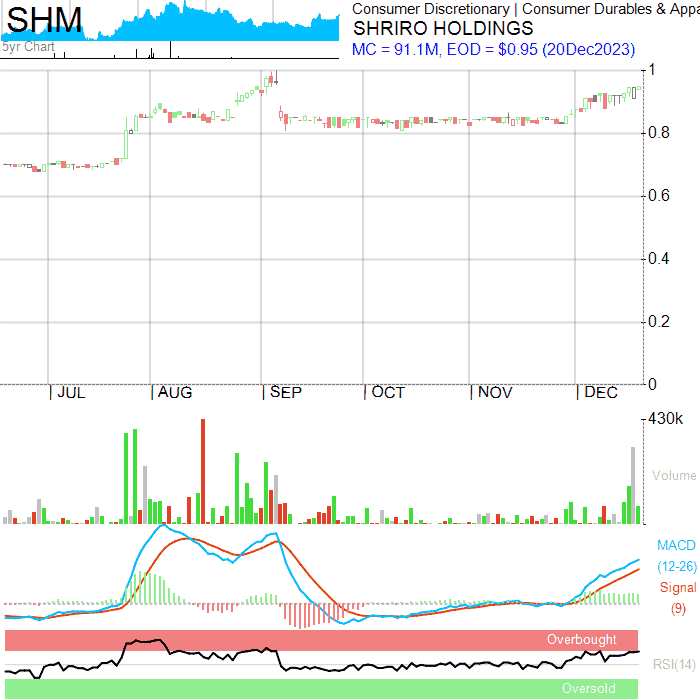 SHM
5yr Chart
Consumer Discretionary | Consumer Durables & Appa
SHRIRO HOLDINGS
MC = 91.1M, EOD = $0.95 (20Dec2023)
1
0.8
0.6
0.4
0.2
0
| JUL | AUG | SEP | OCT | NOV | DEC
430k
Volume
MACD
(12-26)
Signal
(9)
Overbought
RSI(14)
Oversold